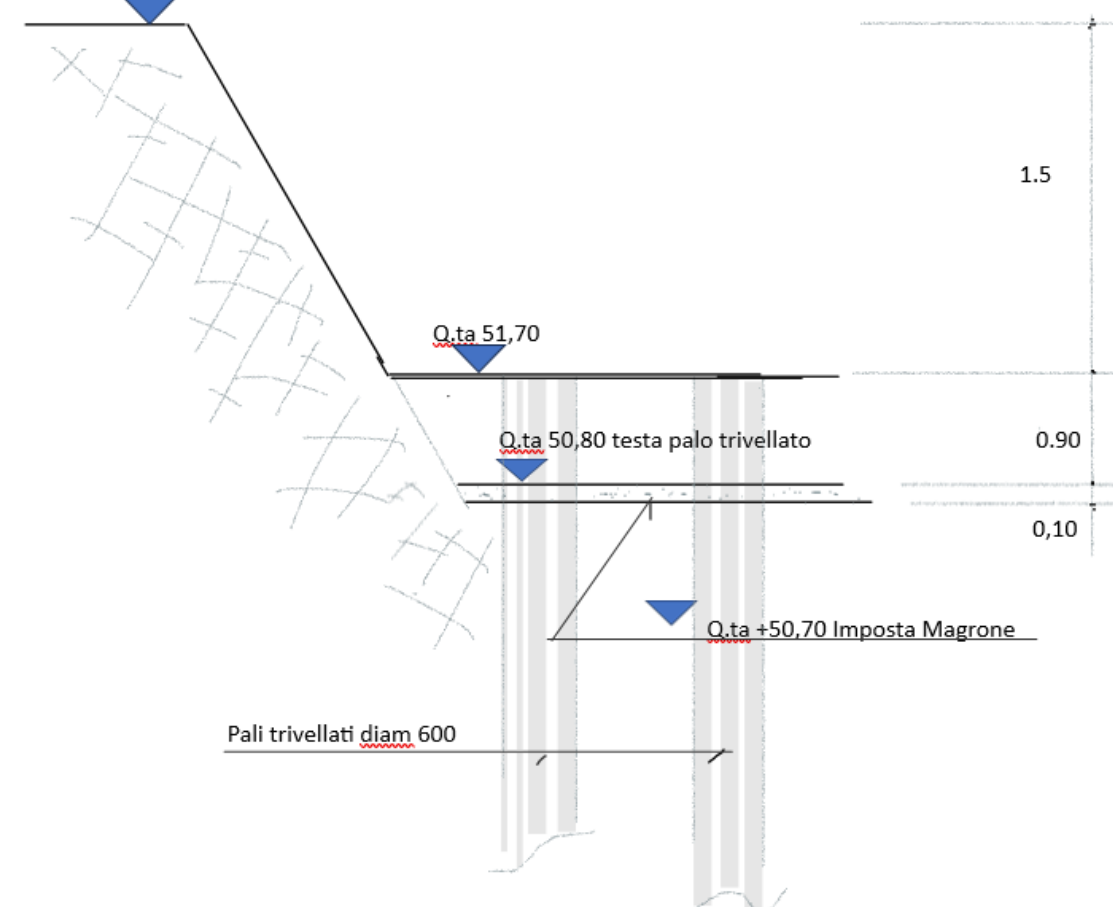 1.5
Q.ta 51,70
Q.ta 50,80 testa palo trivellato
0.90
0,10
Q.ta +50,70 Imposta Magrone
Pali trivellati diam 600